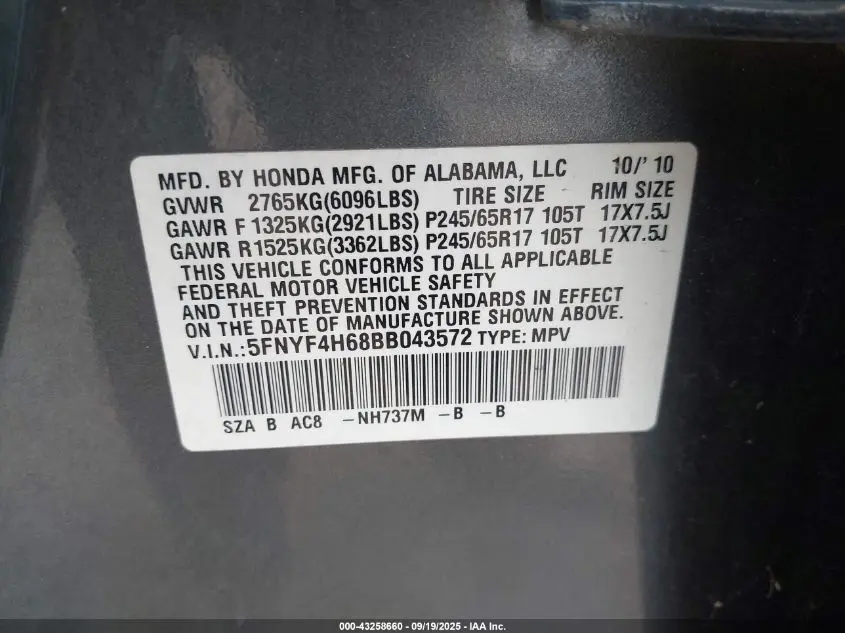 MFD. BY HONDA MFG. OF ALABAMA, LLC 10/'10
GVWR 2765KG(6096LBS) TIRE SIZE RIM SIZE
GAWR F 1325KG(2921LBS) P245/65R17 105T 17X7.5J
GAWR R1525KG(3362LBS) P245/65R17 105T 17X7.5J
THIS VEHICLE CONFORMS TO ALL APPLICABLE
FEDERAL MOTOR VEHICLE SAFETY
AND THEFT PREVENTION STANDARDS IN EFFECT
ON THE DATE OF MANUFACTURE SHOWN ABOVE.
V.I.N.:5FNYF4H68BB043572 TYPE: MPV
SZA B AC8 -NH737M -B -B
000-43258660 - 09/19/2025 - IAA Inc.